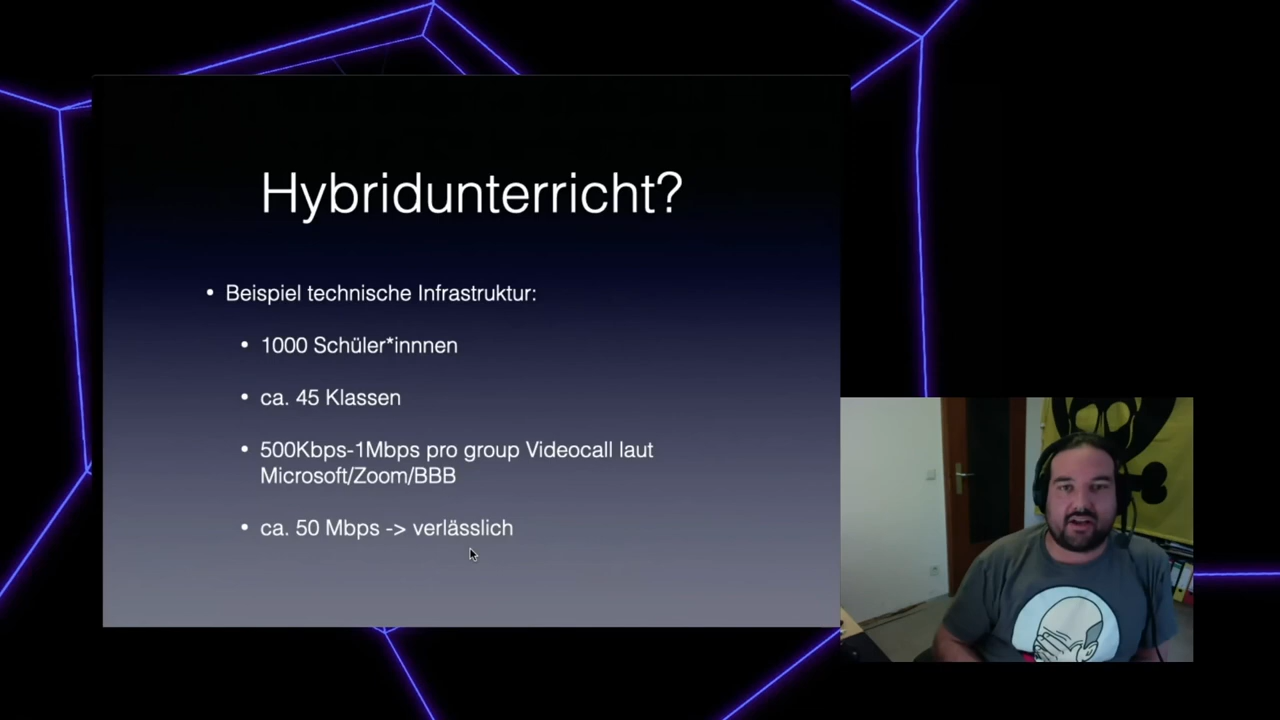 Hybridunterricht?
• Beispiel technische Infrastruktur:
• 1000 Schüler*innnen
• ca. 45 Klassen
• 500Kbps-1Mbps pro group Videocall laut
Microsoft/Zoom/BBB
• ca. 50 Mbps -> verlässlich